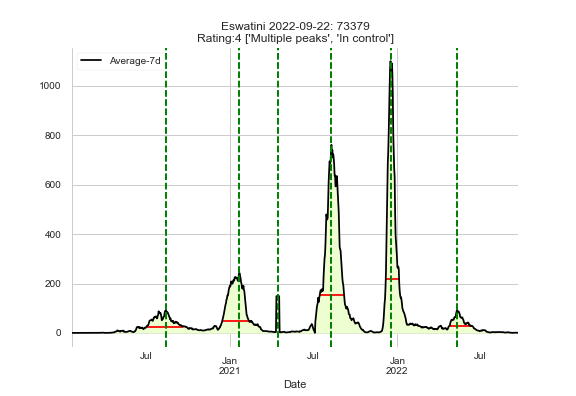 Eswatini 2022-09-22: 73379
Rating:4 ['Multiple peaks', 'In control']
Average-7d
1000
800
600
400
200
0
Jul
Jan
2021
Jul
Jan
2022
Jul
Date